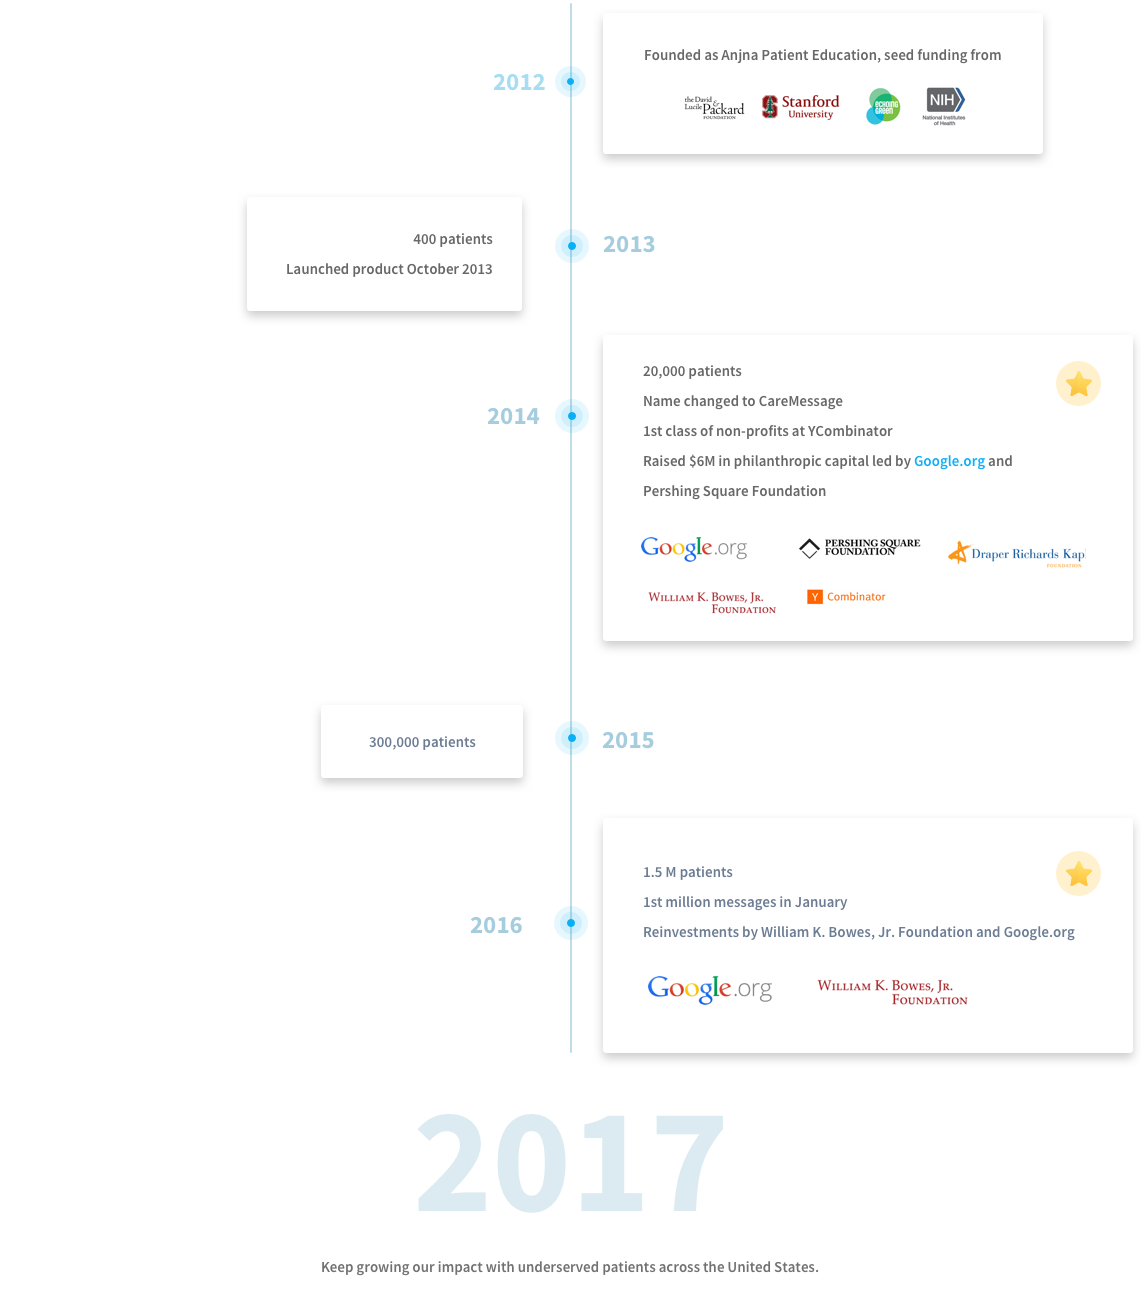 2012
Founded as Anjna Patient Education, seed funding from
the David &
Lucile Packard
FOUNDATION
Stanford
University
ECHOING
GREEN
NIH
National Institutes
of Health
2013
400 patients
Launched product October 2013
2014
20,000 patients
Name changed to CareMessage
1st class of non-profits at YCombinator
Raised $6M in philanthropic capital led by Google.org and
Pershing Square Foundation
Google.org
PERSHING SQUARE
FOUNDATION
Draper Richards Kap
FOUNDATION
WILLIAM K. BOWES, JR.
FOUNDATION
Y Combinator
2015
300,000 patients
2016
1.5 M patients
1st million messages in January
Reinvestments by William K. Bowes, Jr. Foundation and Google.org
Google.org
WILLIAM K. BOWES, JR.
FOUNDATION
2017
Keep growing our impact with underserved patients across the United States.